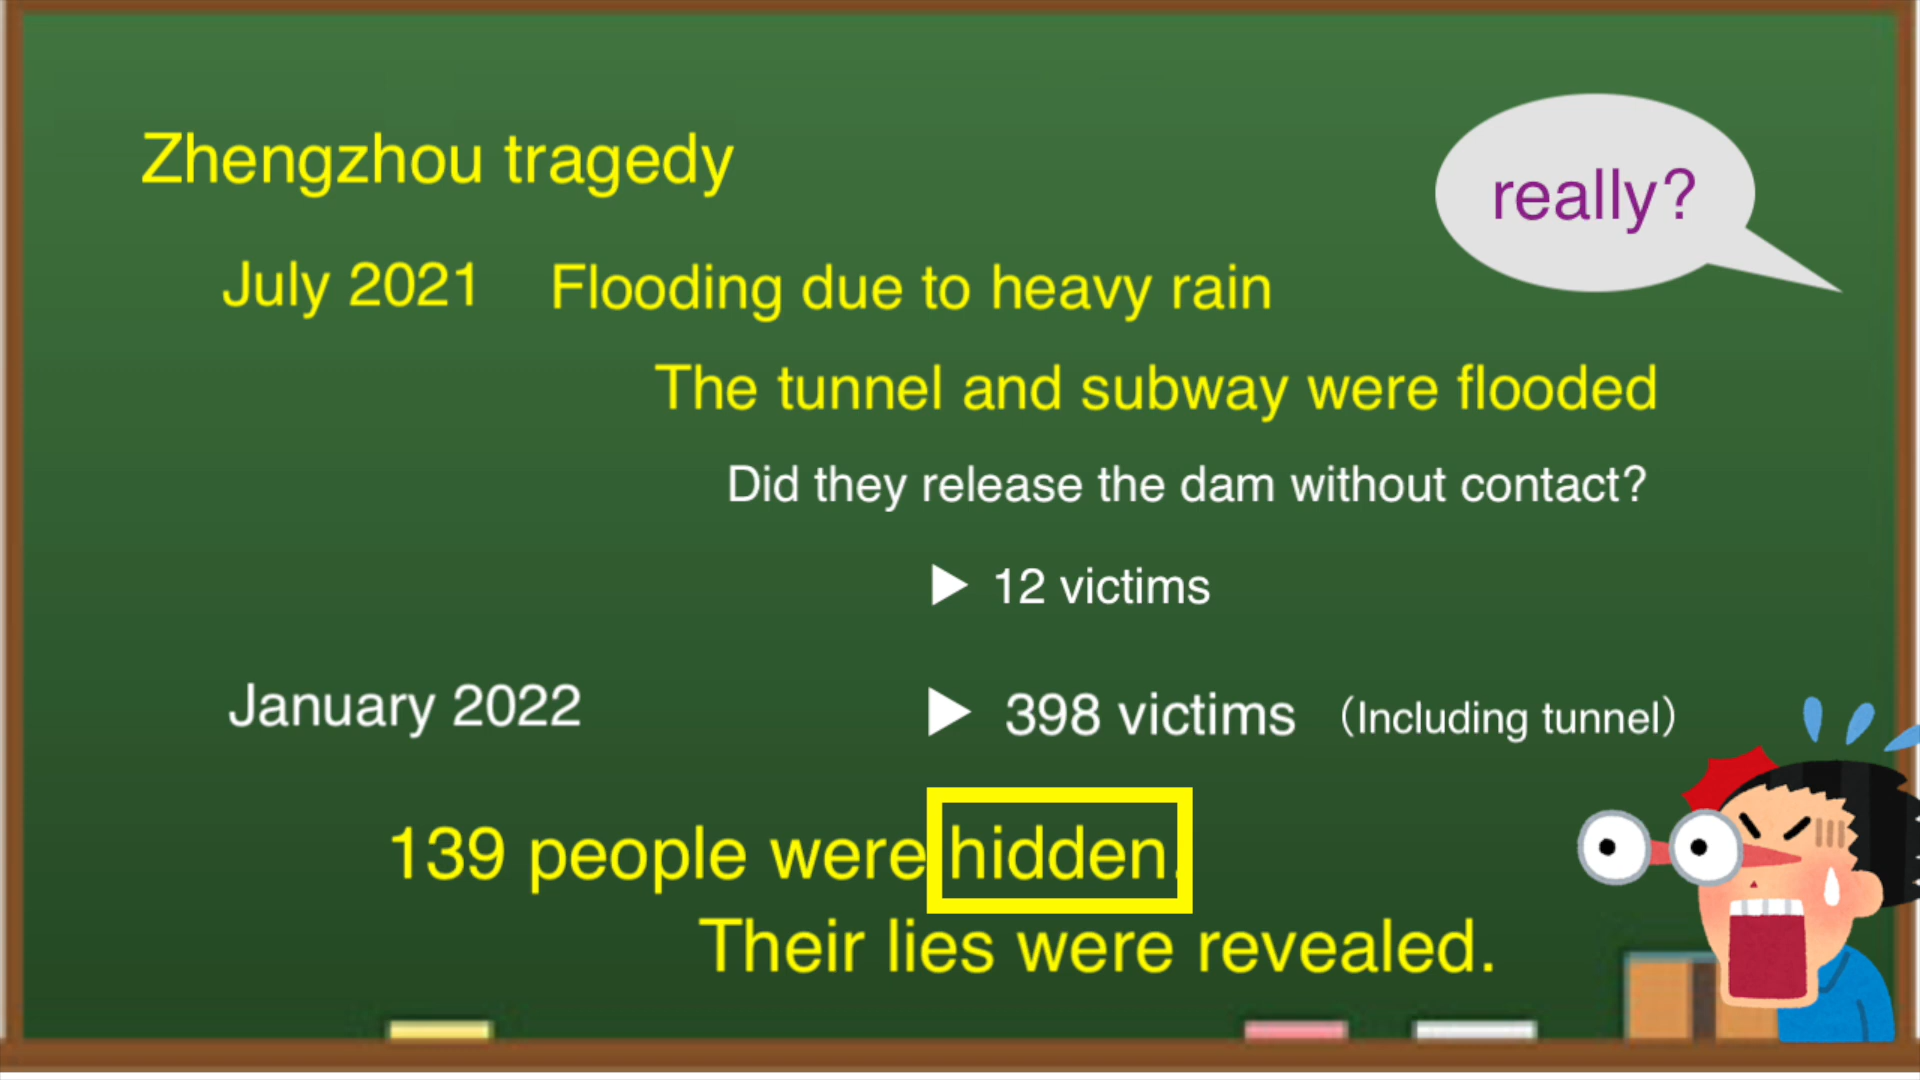 Zhengzhou tragedy
really?
July 2021 Flooding due to heavy rain
The tunnel and subway were flooded
Did they release the dam without contact?
▶ 12 victims
January 2022 ▶ 398 victims （Including tunnel）
139 people were hidden.
Their lies were revealed.